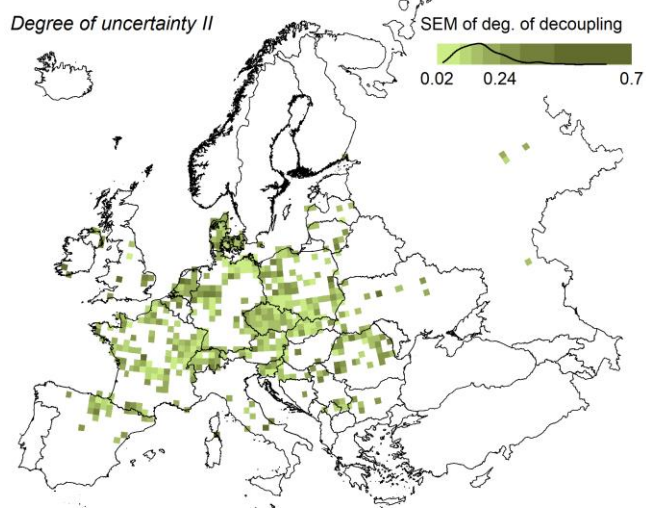 Degree of uncertainty II
SEM of deg. of decoupling
0.02 0.24 0.7